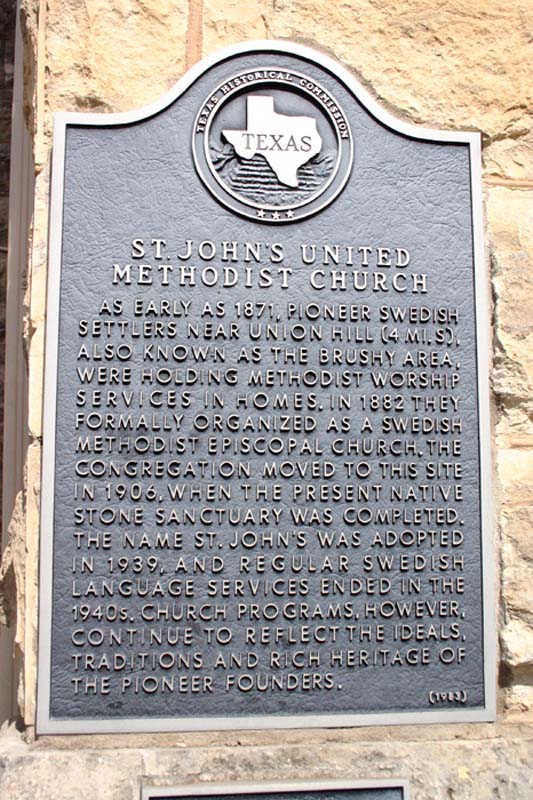 TEXAS HISTORICAL COMMISSION
TEXAS
ST. JOHN'S UNITED
METHODIST CHURCH
AS EARLY AS 1871, PIONEER SWEDISH
SETTLERS NEAR UNION HILL (4 MI. S),
ALSO KNOWN AS THE BRUSHY AREA,
WERE HOLDING METHODIST WORSHIP
SERVICES IN HOMES. IN 1882 THEY
FORMALLY ORGANIZED AS A SWEDISH
METHODIST EPISCOPAL CHURCH. THE
CONGREGATION MOVED TO THIS SITE
IN 1906, WHEN THE PRESENT NATIVE
STONE SANCTUARY WAS COMPLETED.
THE NAME ST. JOHN'S WAS ADOPTED
IN 1939, AND REGULAR SWEDISH
LANGUAGE SERVICES ENDED IN THE
1940s. CHURCH PROGRAMS, HOWEVER,
CONTINUE TO REFLECT THE IDEALS,
TRADITIONS AND RICH HERITAGE OF
THE PIONEER FOUNDERS.
(1983)